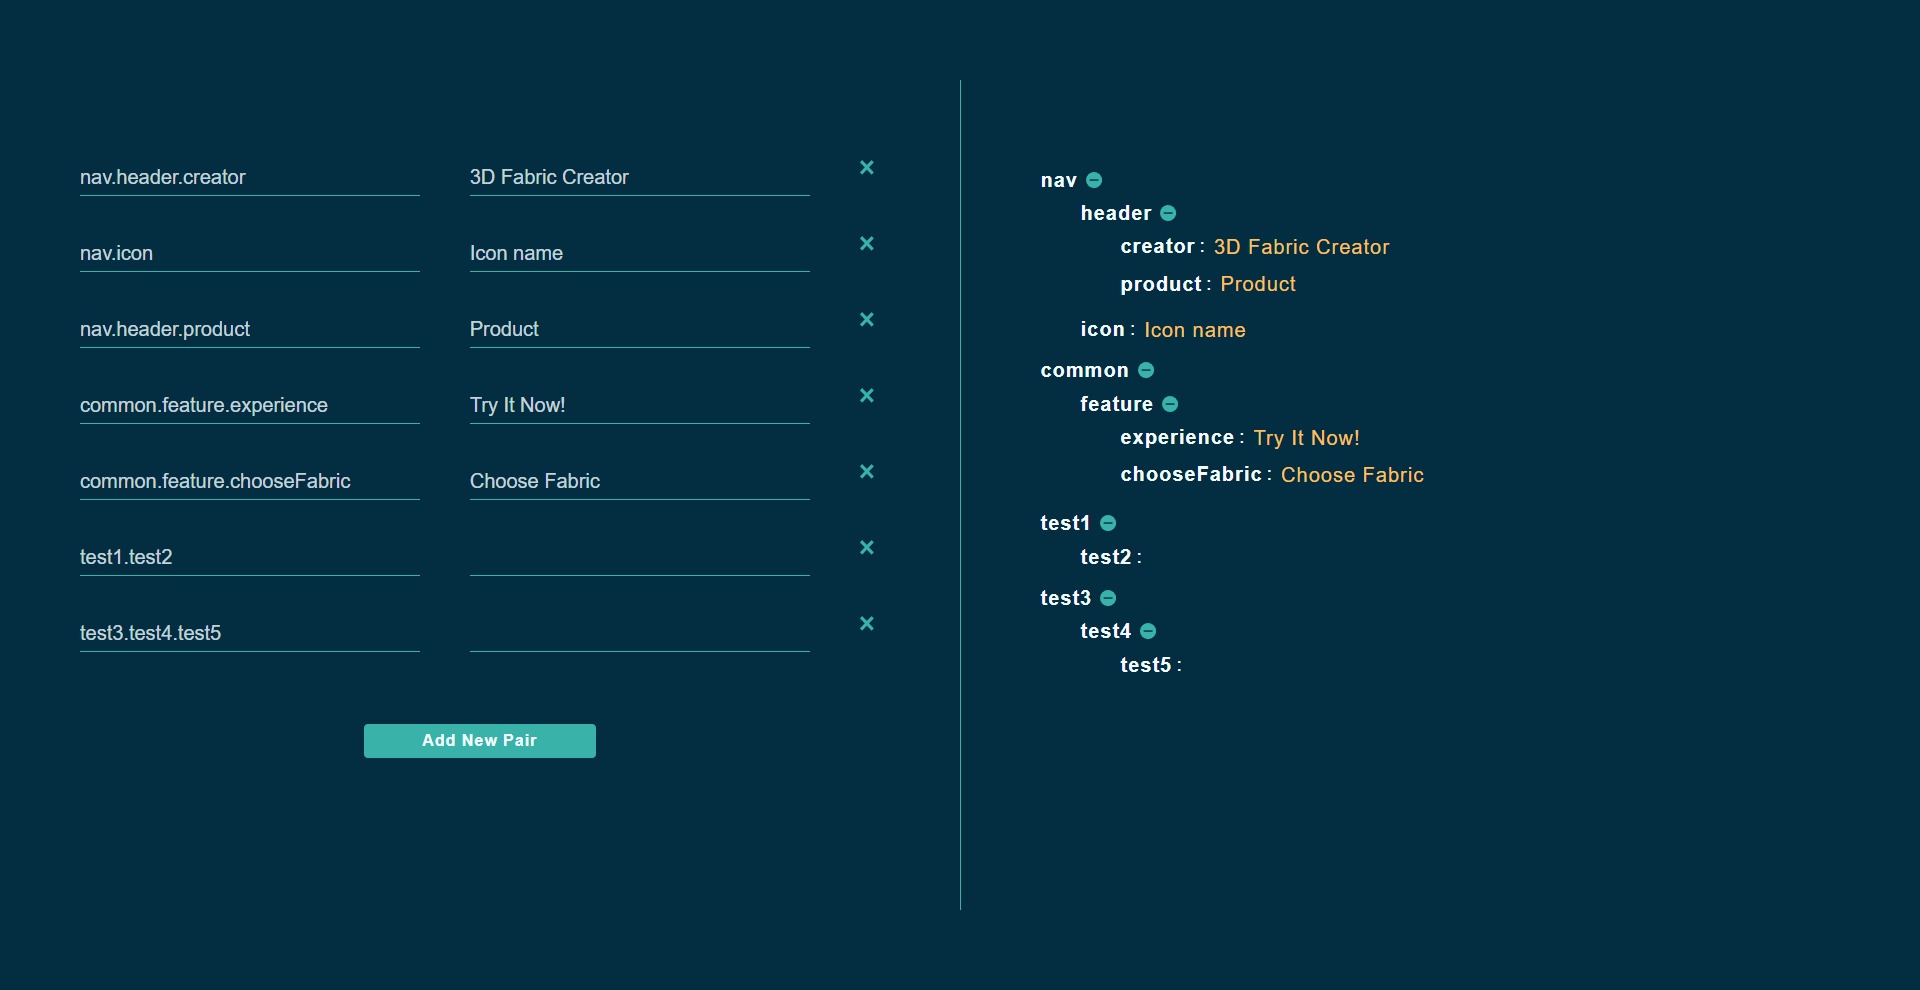 nav.header.creator 3D Fabric Creator ×
nav.icon Icon name ×
nav.header.product Product ×
common.feature.experience Try It Now! ×
common.feature.chooseFabric Choose Fabric ×
test1.test2 ×
test3.test4.test5 ×
Add New Pair
nav
header
creator : 3D Fabric Creator
product : Product
icon : Icon name
common
feature
experience : Try It Now!
chooseFabric : Choose Fabric
test1
test2 :
test3
test4
test5 :